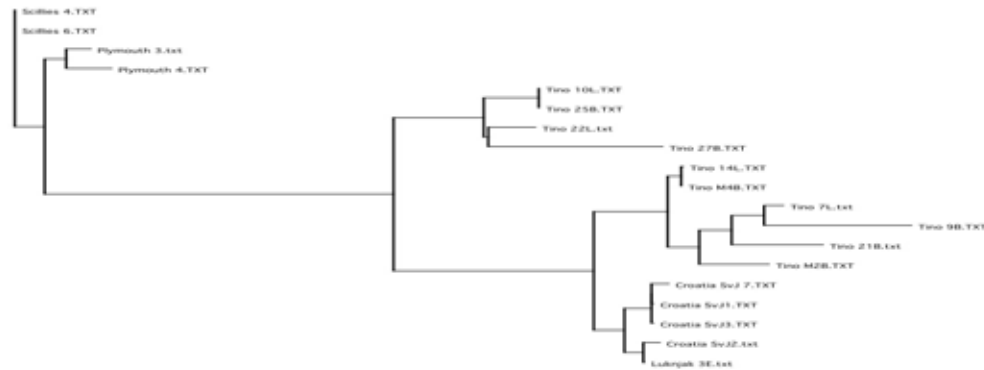 Scillies 4.TXT
Scillies 6.TXT
Plymouth 3.txt
Plymouth 4.TXT
Tino 10L.TXT
Tino 25B.TXT
Tino 22L.txt
Tino 27B.TXT
Tino 14L.TXT
Tino M4B.TXT
Tino 7L.txt
Tino 9B.TXT
Tino 21B.txt
Tino M2B.TXT
Croatia SvJ 7.TXT
Croatia SvJ1.TXT
Croatia SvJ3.TXT
Croatia SvJ2.txt
Luknjak 3E.txt